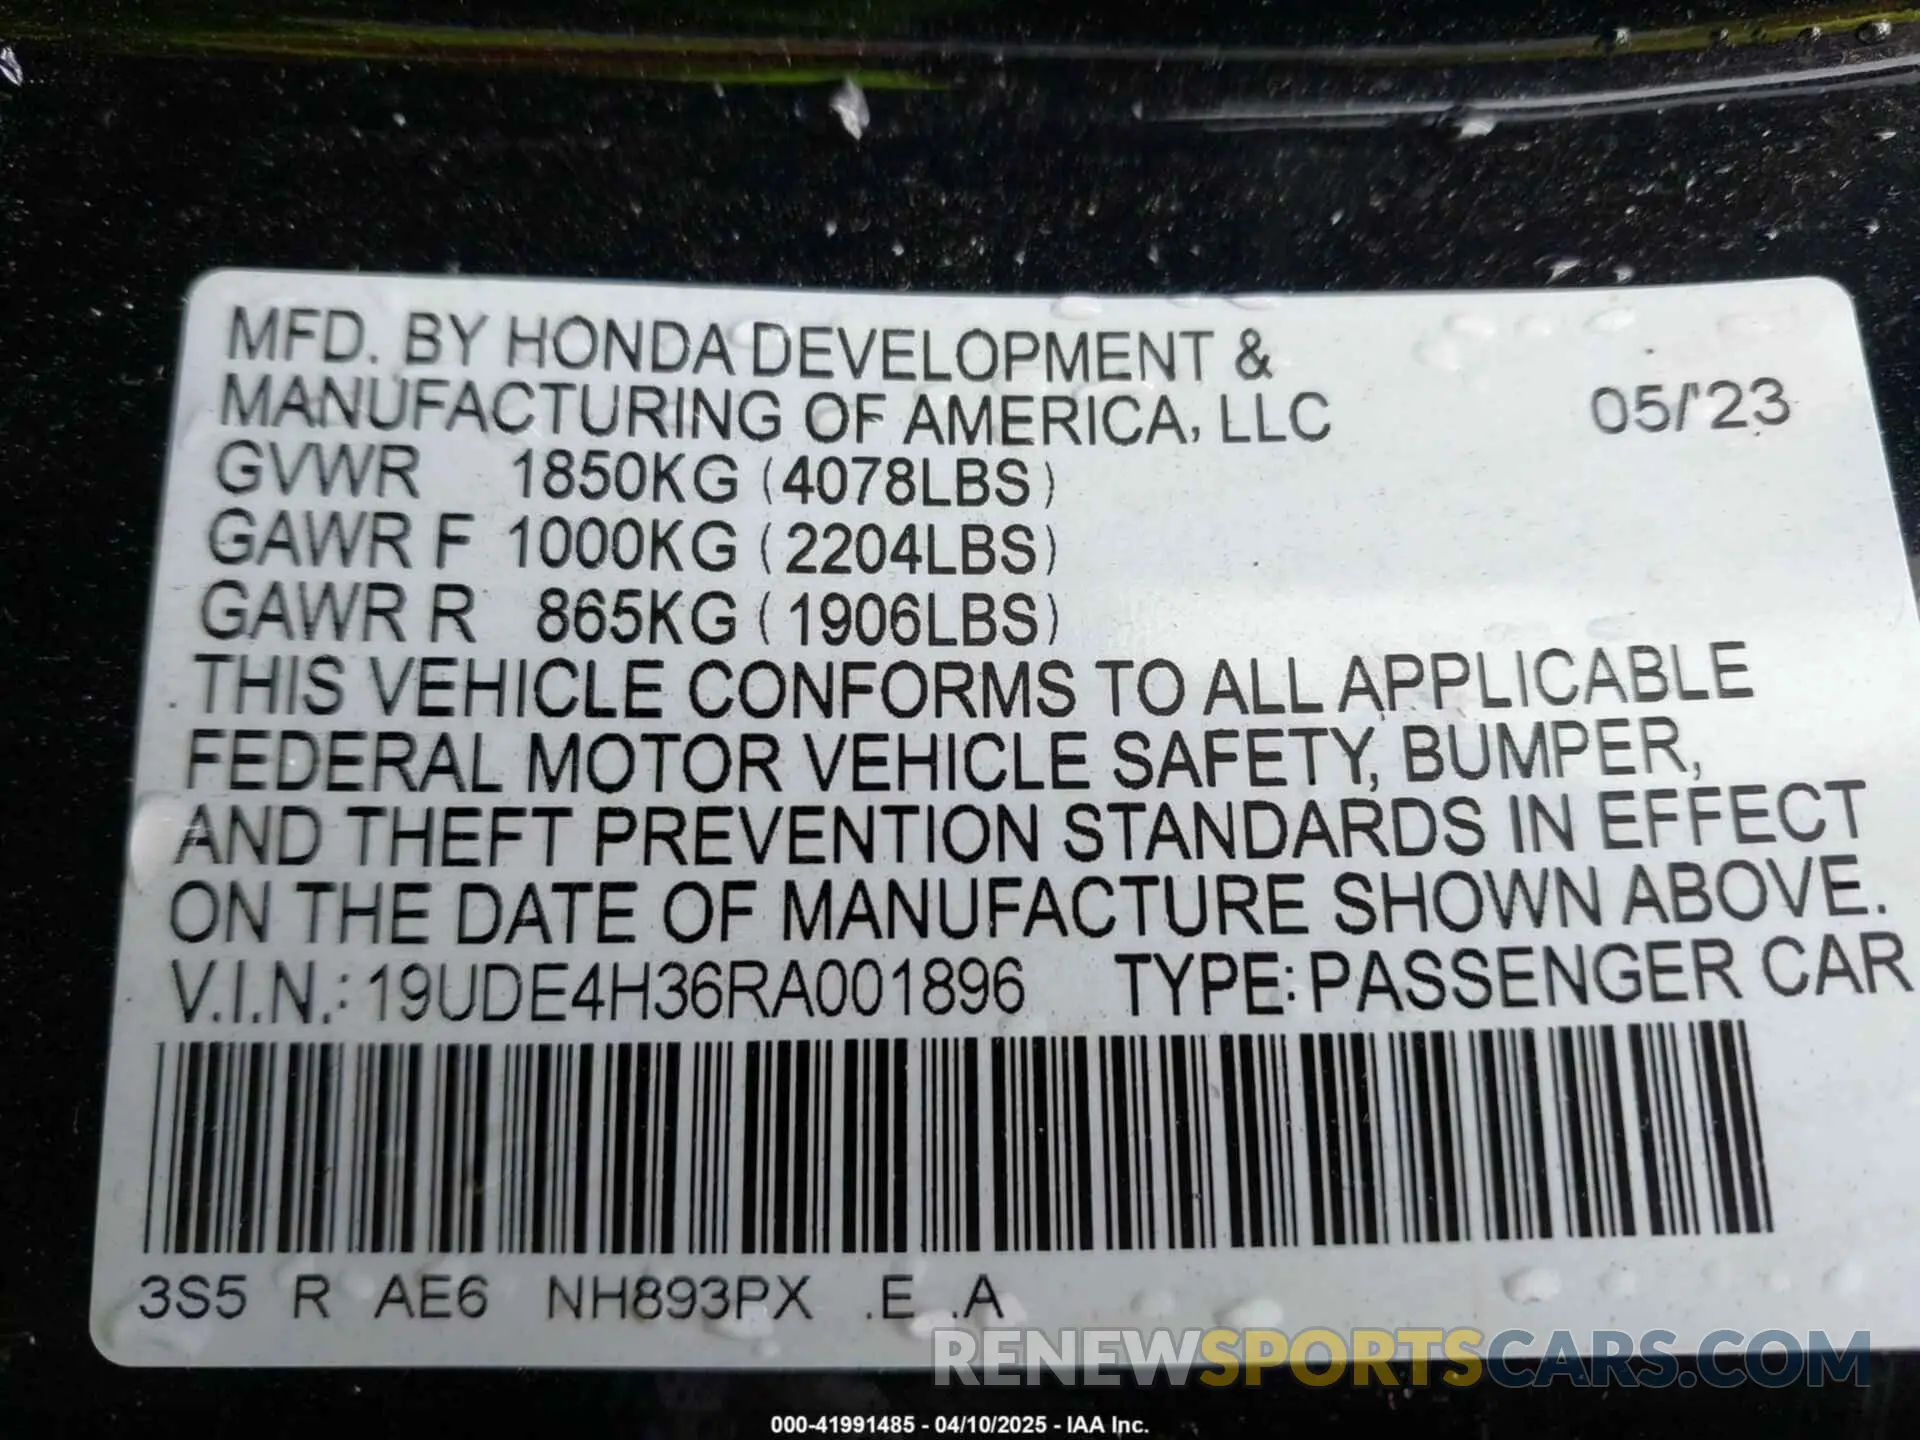 MFD. BY HONDA DEVELOPMENT &
MANUFACTURING OF AMERICA, LLC 05/'23
GVWR 1850KG (4078LBS)
GAWR F 1000KG (2204LBS)
GAWR R 865KG (1906LBS)
THIS VEHICLE CONFORMS TO ALL APPLICABLE
FEDERAL MOTOR VEHICLE SAFETY, BUMPER,
AND THEFT PREVENTION STANDARDS IN EFFECT
ON THE DATE OF MANUFACTURE SHOWN ABOVE.
V.I.N.: 19UDE4H36RA001896 TYPE: PASSENGER CAR
3S5 R AE6 NH893PX .E .A
RENEWSPORTSCARS.COM
000-41991485 - 04/10/2025 - IAA Inc.